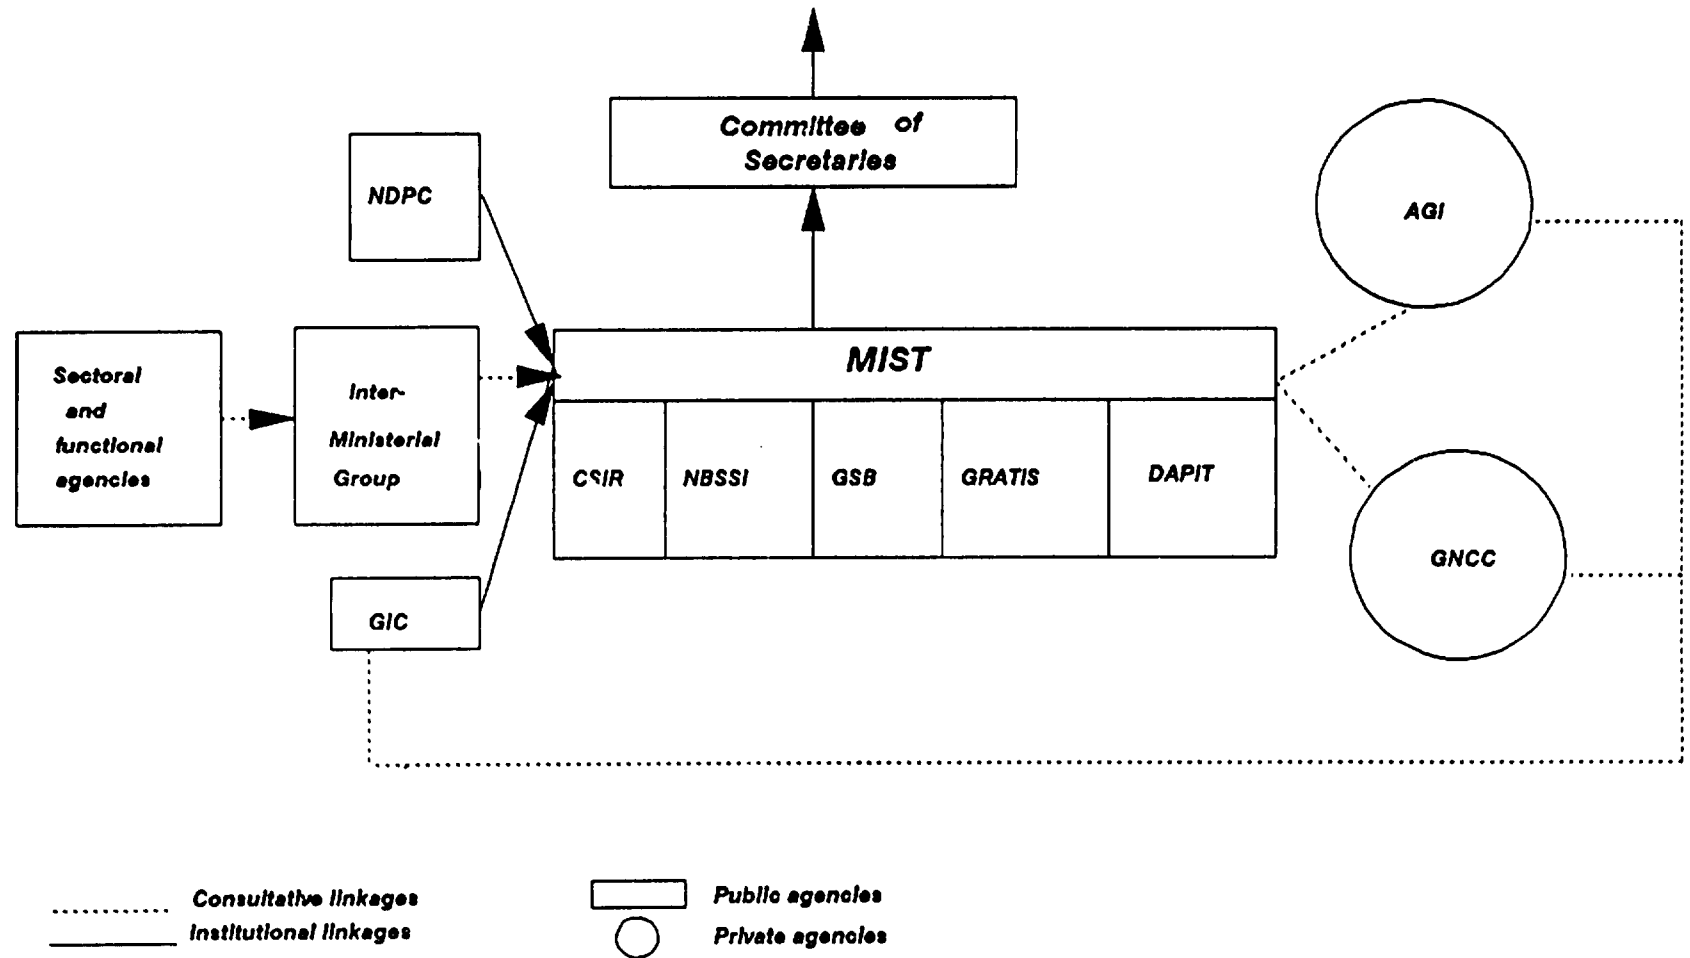 Committee of
Secretaries
NDPC
AGI
MIST
Sectoral
and
functional
agencies
Inter-
Ministerial
Group
CSIR
NBSSI
GSB
GRATIS
DAPIT
GNCC
GIC
Consultative linkages
Institutional linkages
Public agencies
Private agencies